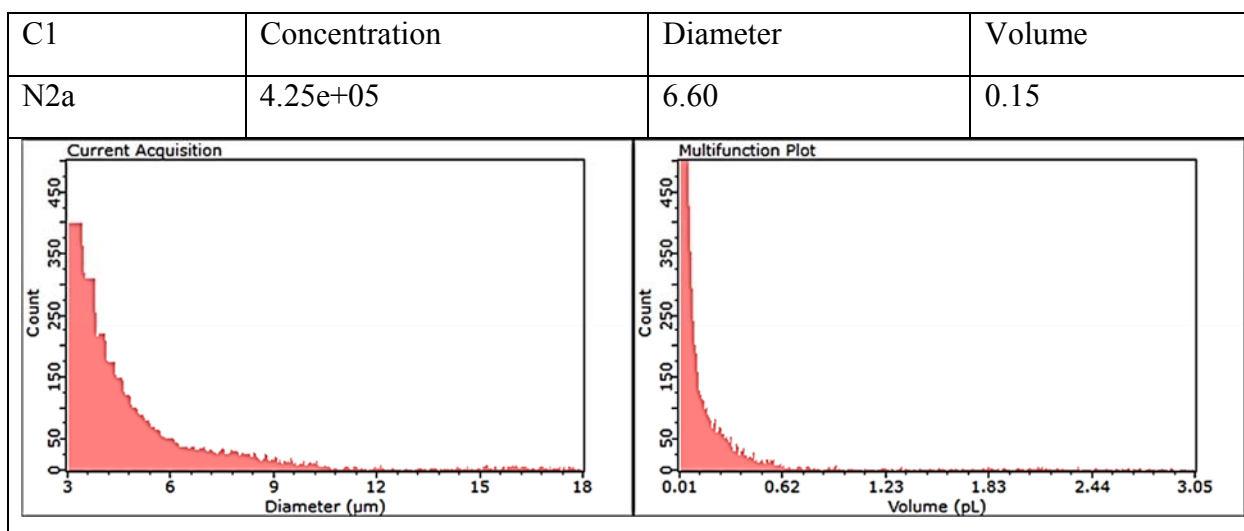 C1 Concentration Diameter Volume
N2a 4.25e+05 6.60 0.15
Current Acquisition
450
350
250
150
50
0
Count
3 6 9 12 15 18
Diameter (µm)
Multifunction Plot
450
350
250
150
50
0
Count
0.01 0.62 1.23 1.83 2.44 3.05
Volume (pL)